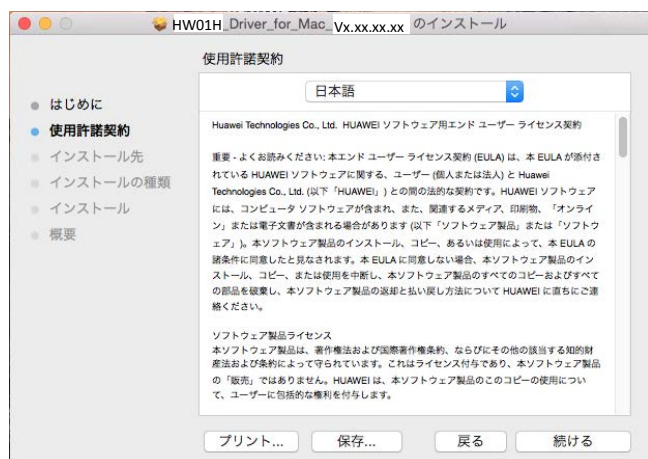 HW01H_Driver_for_Mac_Vx.xx.xx.xx のインストール
使用許諾契約
日本語
はじめに
使用許諾契約
インストール先
インストールの種類
インストール
概要
Huawei Technologies Co., Ltd. HUAWEI ソフトウェア用エンド ユーザー ライセンス契約
重要 - よくお読みください: 本エンド ユーザー ライセンス契約 (EULA) は、本 EULA が添付さ
れている HUAWEI ソフトウェアに関する、ユーザー (個人または法人) と Huawei
Technologies Co., Ltd. (以下「HUAWEI」) との間の法的な契約です。HUAWEI ソフトウェア
には、コンピュータ ソフトウェアが含まれ、また、関連するメディア、印刷物、「オンライ
ン」または電子文書が含まれる場合があります (以下「ソフトウェア製品」または「ソフトウ
ェア」)。本ソフトウェア製品のインストール、コピー、あるいは使用によって、本 EULA の
諸条件に同意したと見なされます。本 EULA に同意しない場合、本ソフトウェア製品のイン
ストール、コピー、または使用を中断し、本ソフトウェア製品のすべてのコピーおよびすべて
の部品を破棄し、本ソフトウェア製品の返却と払い戻し方法について HUAWEI に直ちにご連
絡ください。
ソフトウェア製品ライセンス
本ソフトウェア製品は、著作権法および国際著作権条約、ならびにその他の該当する知的財
産法および条約によって守られています。これはライセンス付与であり、本ソフトウェア製品
の「販売」ではありません。HUAWEI は、本ソフトウェア製品のこのコピーの使用につい
て、ユーザーに包括的な権利を付与します。
プリント... 保存... 戻る 続ける